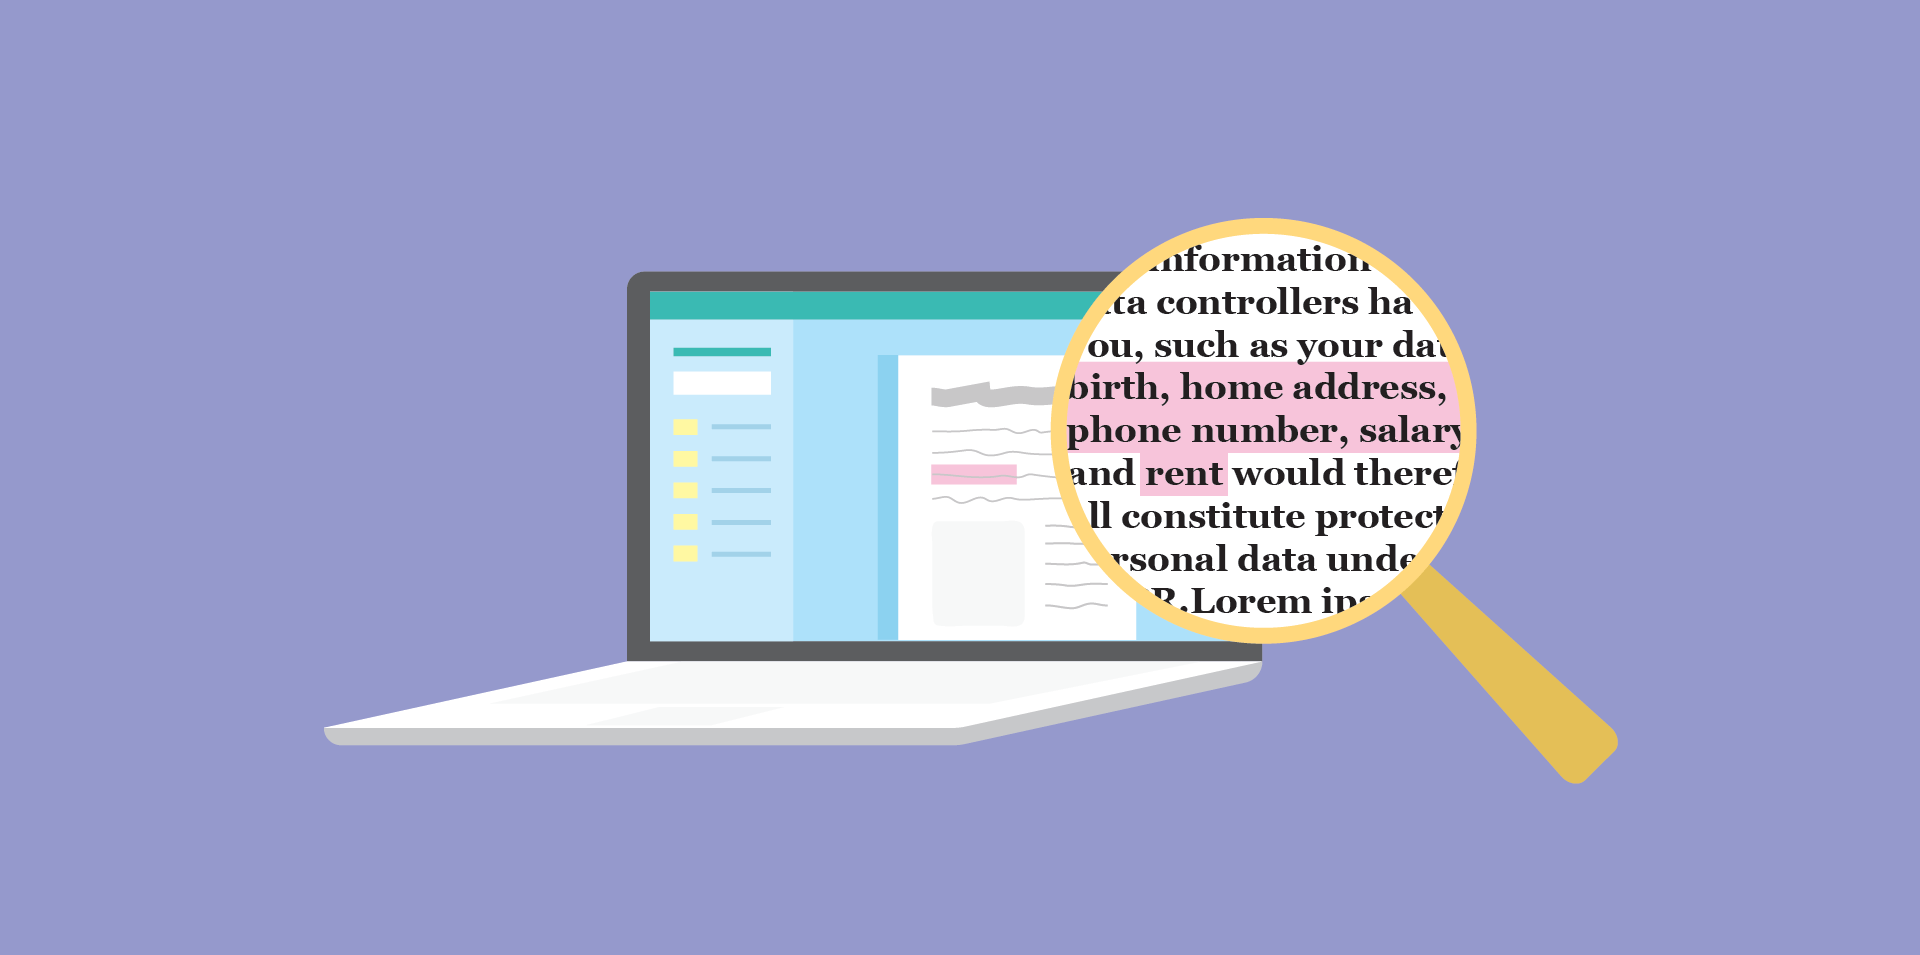 information
ta controllers ha
ou, such as your dat
birth, home address,
phone number, salary
and rent would theref
ll constitute protect
rsonal data unde
R.Lorem ips